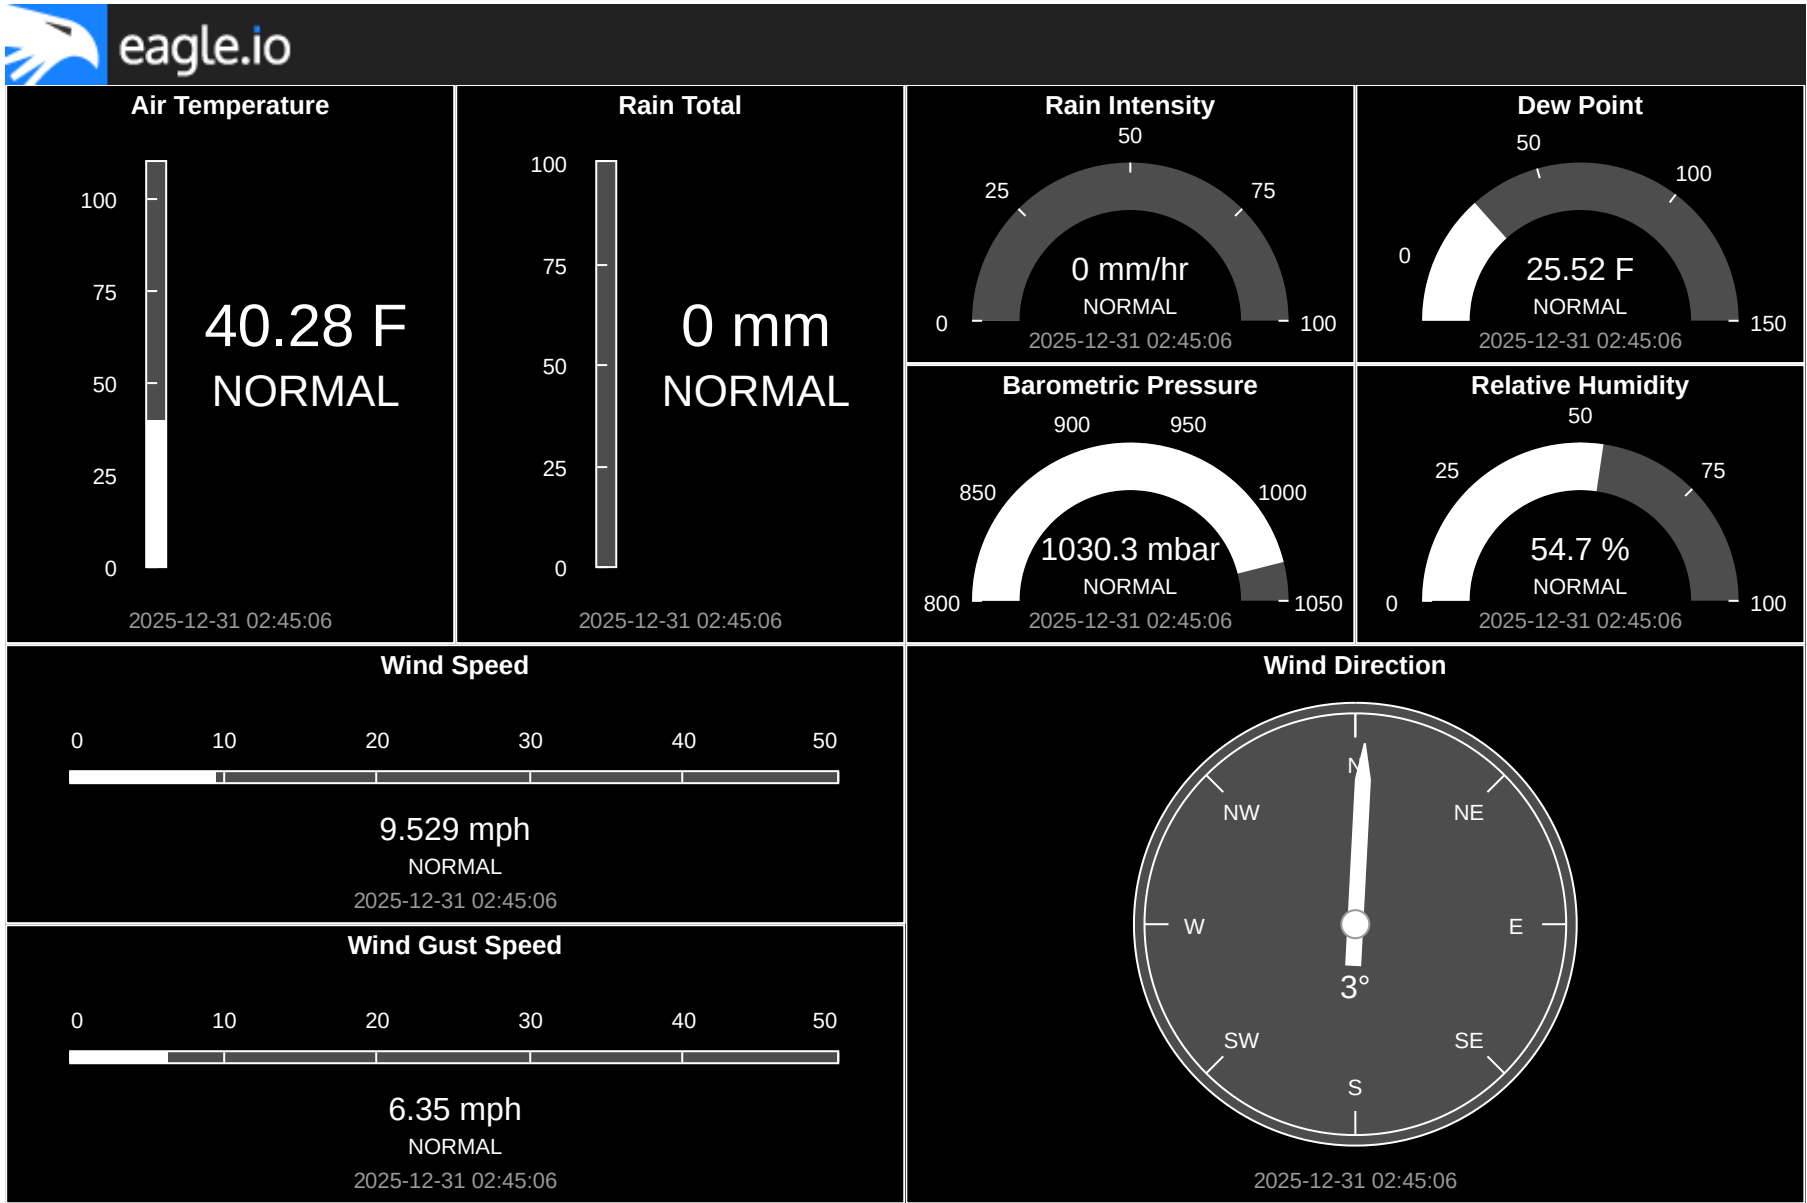 eagle.io
Air Temperature
100
75
50
25
0
40.28 F
NORMAL
2025-12-31 02:45:06
Rain Total
100
75
50
25
0
0 mm
NORMAL
2025-12-31 02:45:06
Rain Intensity
0
25
50
75
100
0 mm/hr
NORMAL
2025-12-31 02:45:06
Dew Point
0
50
100
150
25.52 F
NORMAL
2025-12-31 02:45:06
Barometric Pressure
800
850
900
950
1000
1050
1030.3 mbar
NORMAL
2025-12-31 02:45:06
Relative Humidity
0
25
50
75
100
54.7 %
NORMAL
2025-12-31 02:45:06
Wind Speed
0 10 20 30 40 50
9.529 mph
NORMAL
2025-12-31 02:45:06
Wind Gust Speed
0 10 20 30 40 50
6.35 mph
NORMAL
2025-12-31 02:45:06
Wind Direction
N
NW NE
W E
3°
SW SE
S
2025-12-31 02:45:06